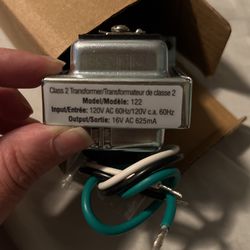 Class 2 Transformer/Transformateur de classe 2
Model/Modèle: 122
Input/Entrée: 120V AC 60Hz/120V c.a. 60Hz
Output/Sortie: 16V AC 625mA